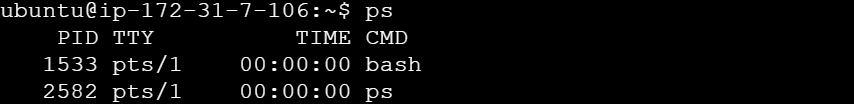 ubuntu@ip-172-31-7-106:~$ ps
    PID TTY          TIME CMD
   1533 pts/1    00:00:00 bash
   2582 pts/1    00:00:00 ps